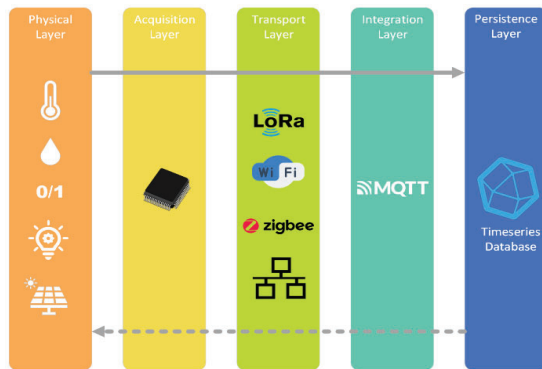 Physical
Layer
Acquisition
Layer
Transport
Layer
Integration
Layer
Persistence
Layer
0/1
LoRa
Wi Fi
zigbee
MQTT
Timeseries
Database